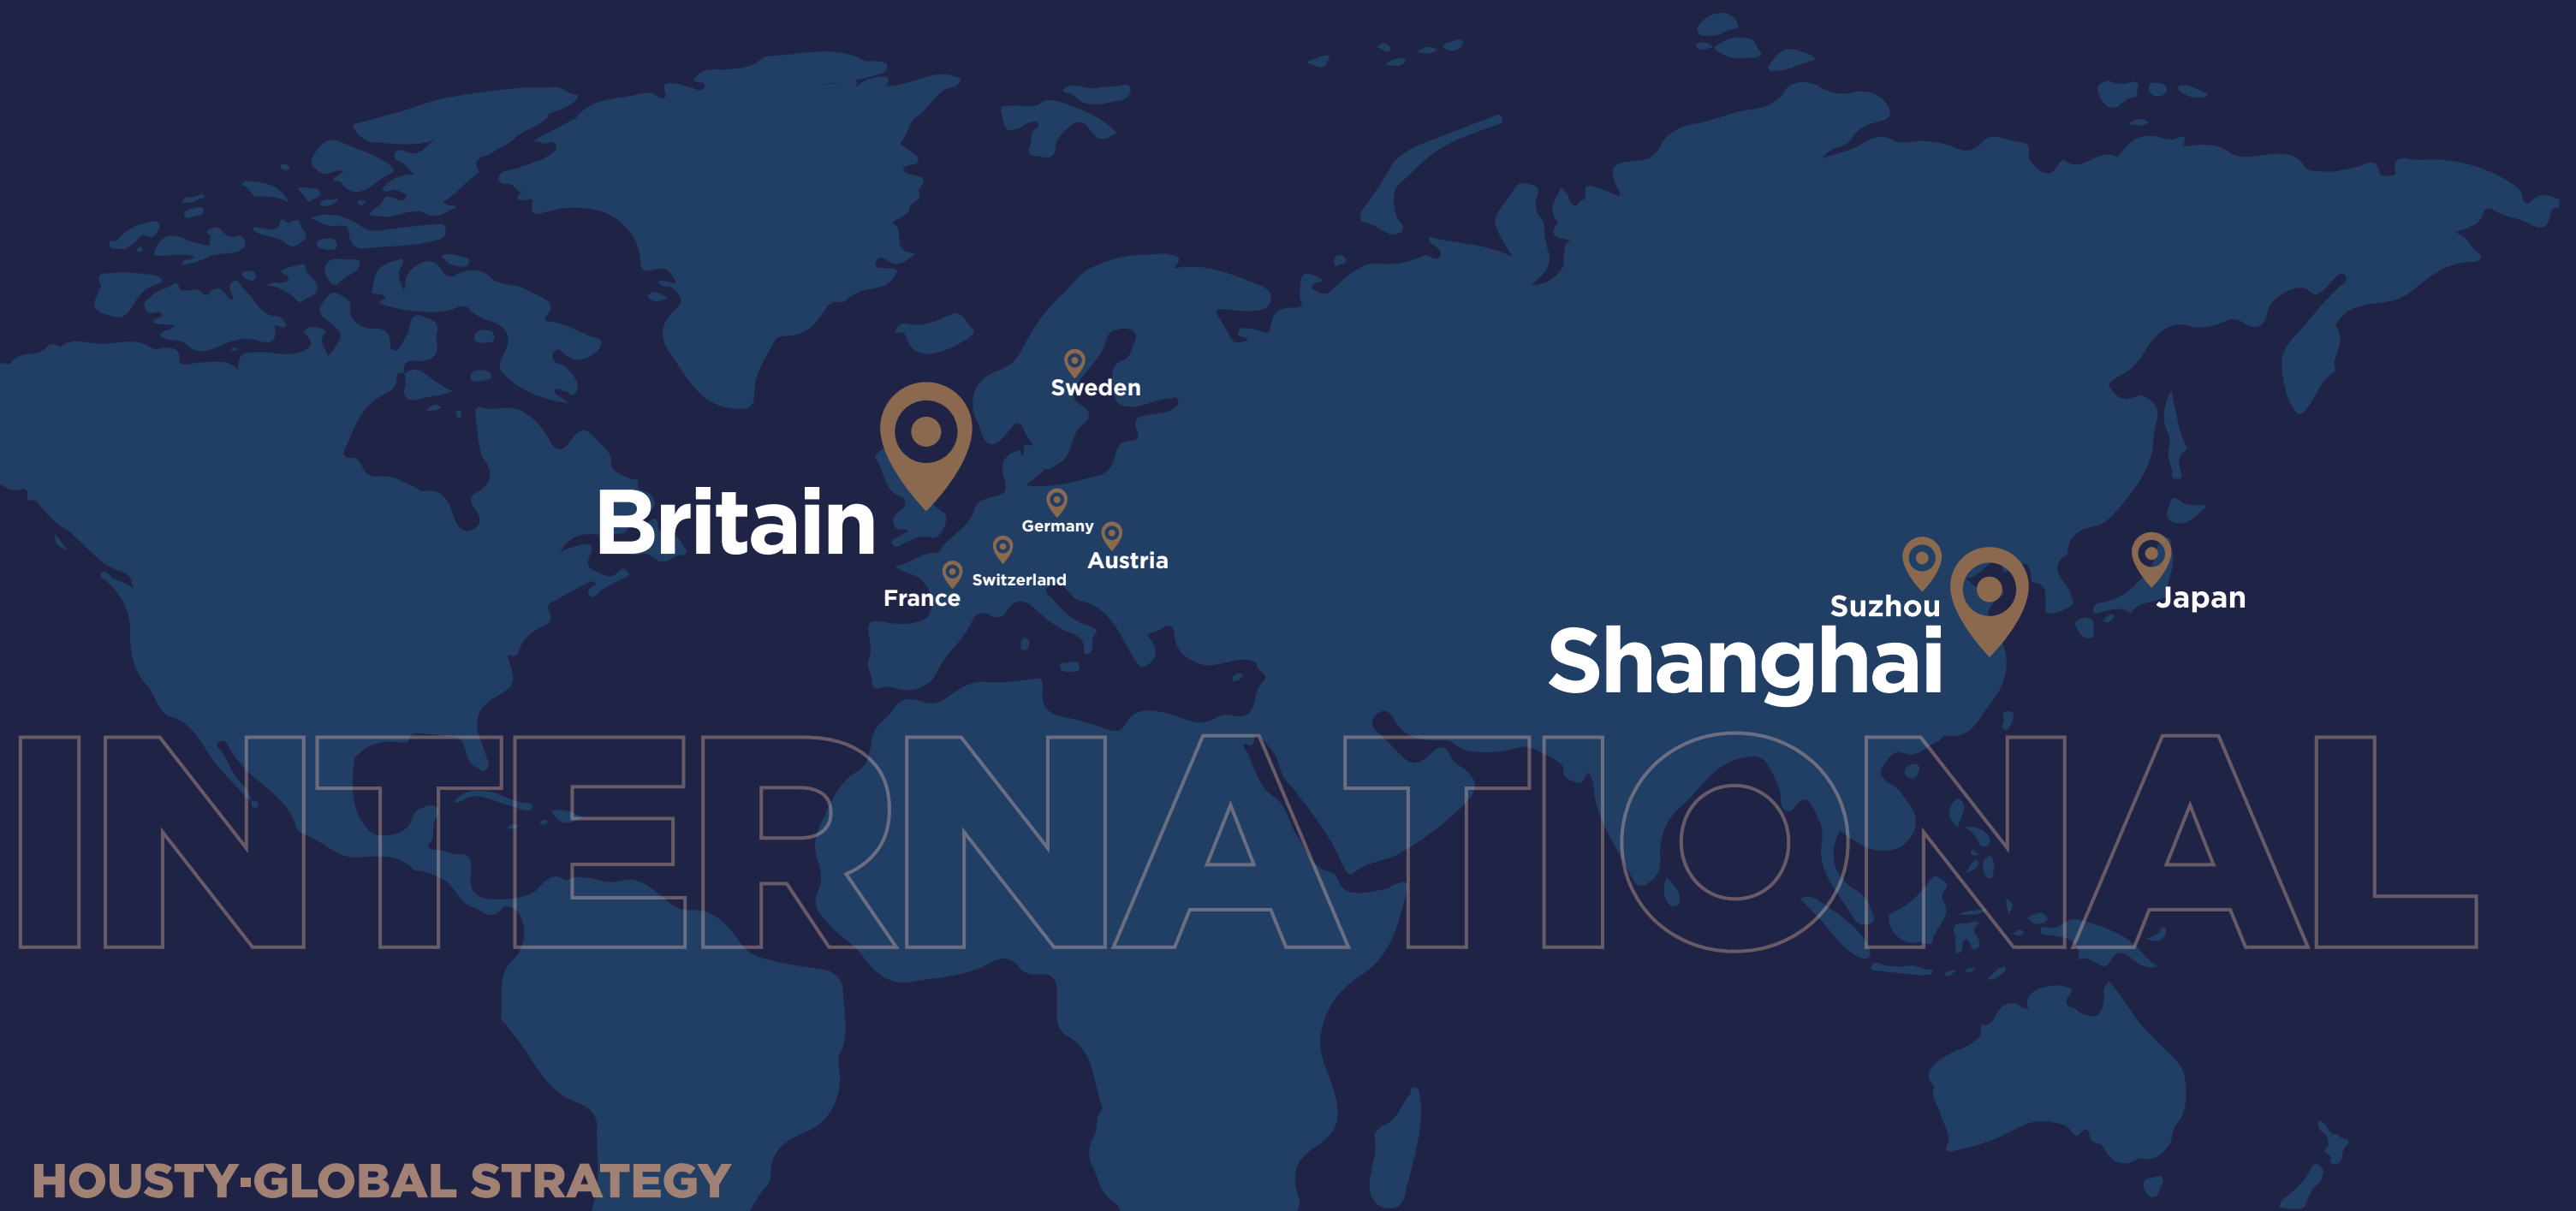 Sweden
Britain
Germany
Austria
Switzerland
France
Suzhou
Japan
Shanghai
INTERNATIONAL
HOUSTY·GLOBAL STRATEGY